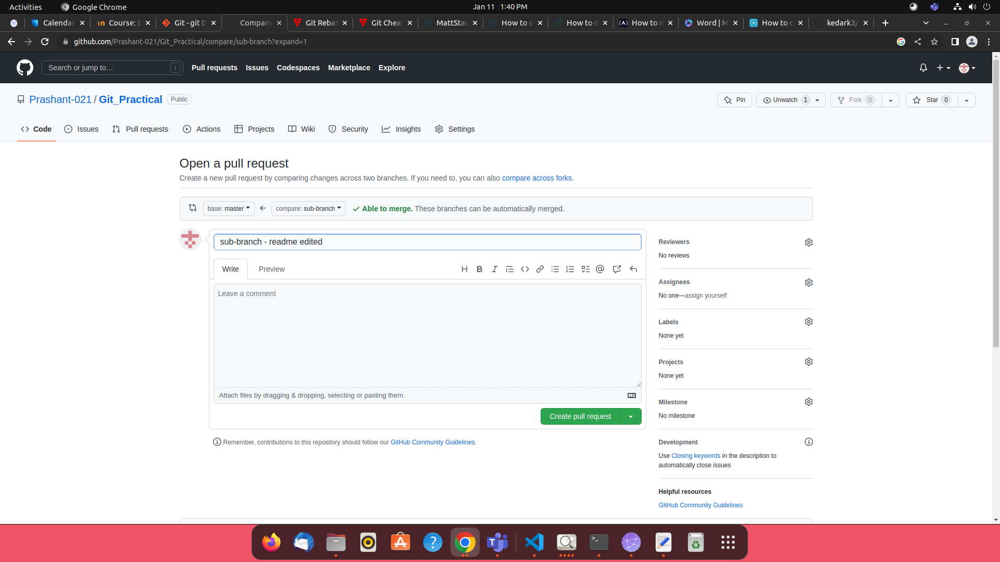 Activities Google Chrome Jan 11 1:40 PM
Calendar Course: Git - git Comparin Git Rebas Git Cheat MattStau How to How to How to Word | M How to kedark3/
github.com/Prashant-021/Git_Practical/compare/sub-branch?expand=1
Search or jump to… / Pull requests Issues Codespaces Marketplace Explore
Prashant-021 / Git_Practical Public Pin Unwatch 1 Fork 0 Star 0
Code Issues Pull requests Actions Projects Wiki Security Insights Settings
Open a pull request
Create a new pull request by comparing changes across two branches. If you need to, you can also compare across forks.
base: master compare: sub-branch Able to merge. These branches can be automatically merged.
sub-branch - readme edited
Write Preview
Leave a comment
Attach files by dragging & dropping, selecting or pasting them.
Create pull request
Remember, contributions to this repository should follow our GitHub Community Guidelines.
Reviewers
No reviews
Assignees
No one—assign yourself
Labels
None yet
Projects
None yet
Milestone
No milestone
Development
Use Closing keywords in the description to
automatically close issues
Helpful resources
GitHub Community Guidelines